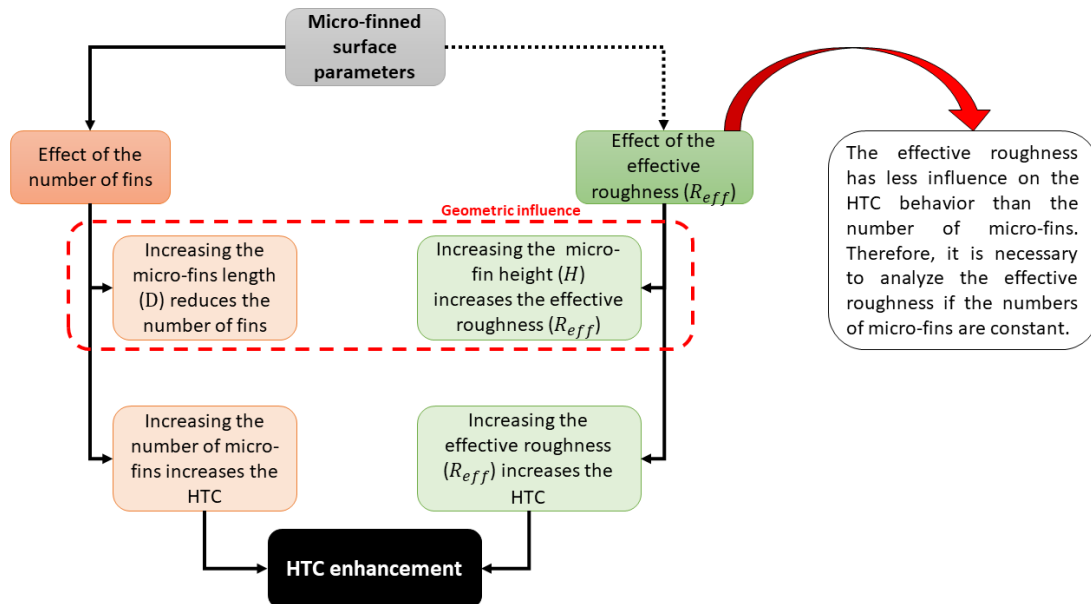 Micro-finned
surface
parameters
Effect of the
number of fins
Effect of the
effective
roughness (R_eff)
Geometric influence
Increasing the
micro-fins length
(D) reduces the
number of fins
Increasing the micro-
fin height (H)
increases the effective
roughness (R_eff)
Increasing the
number of micro-
fins increases the
HTC
Increasing the
effective roughness
(R_eff) increases the
HTC
HTC enhancement
The effective roughness
has less influence on the
HTC behavior than the
number of micro-fins.
Therefore, it is necessary
to analyze the effective
roughness if the numbers
of micro-fins are constant.